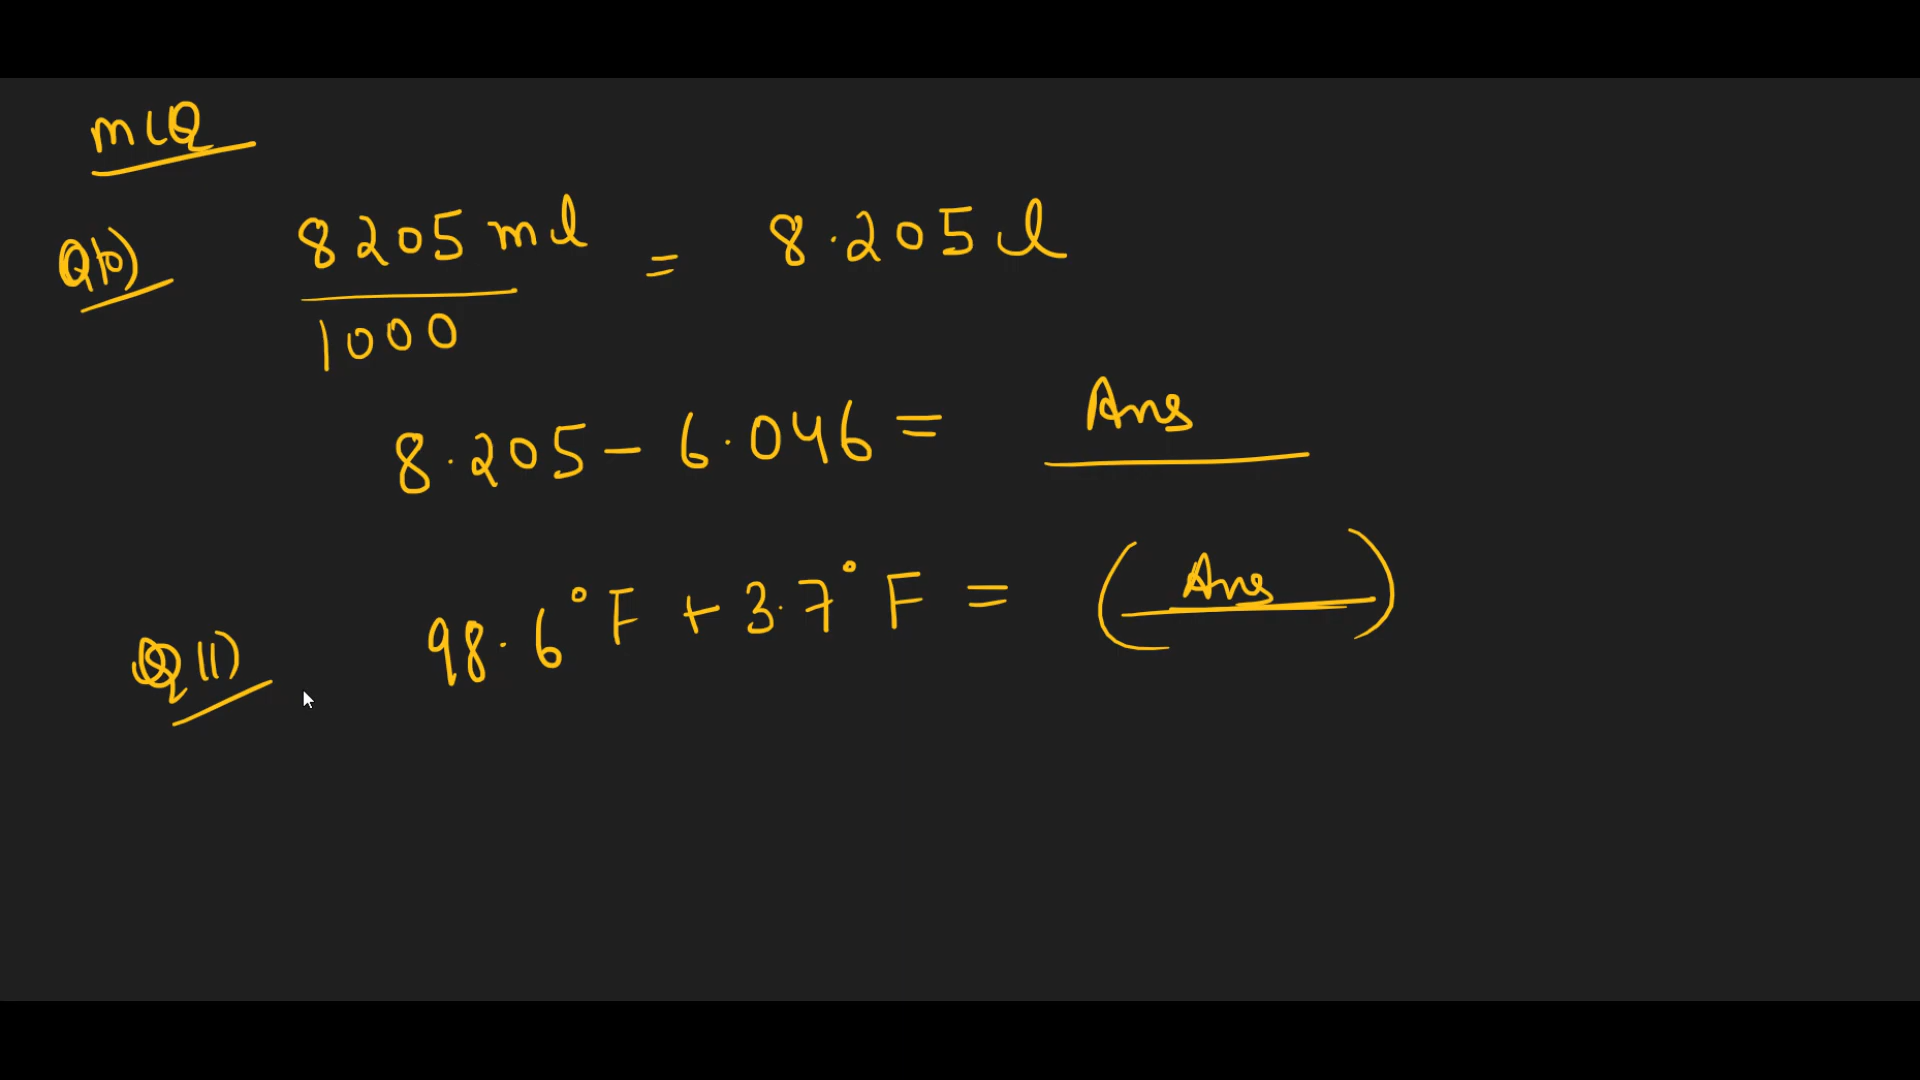 MCQ
Q10) 8205 ml / 1000 = 8.205 l
8.205 - 6.046 = Ans
Q11) 98.6°F + 3.7°F = (Ans)